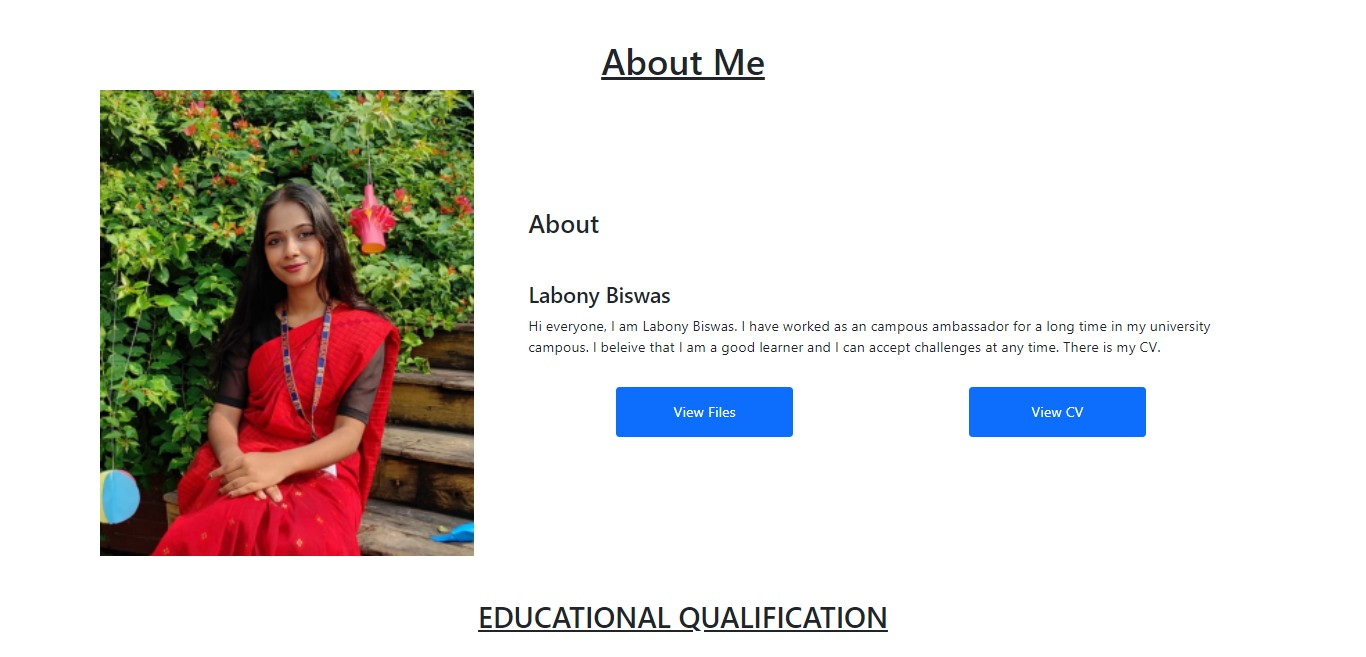 About Me
About
Labony Biswas
Hi everyone, I am Labony Biswas. I have worked as an campous ambassador for a long time in my university
campous. I beleive that I am a good learner and I can accept challenges at any time. There is my CV.
View Files
View CV
EDUCATIONAL QUALIFICATION